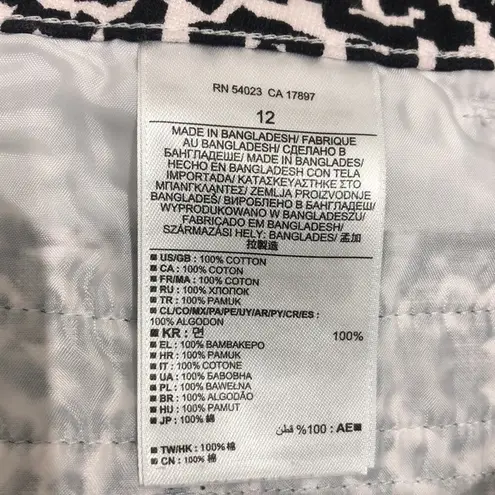 RN 54023 CA 17897
12
MADE IN BANGLADESH/ FABRIQUE
AU BANGLADESH/ СДЕЛАНО В
БАНГЛАДЕШЕ/ MADE IN BANGLADESH/
HECHO EN BANGLADESH CON TELA
IMPORTADA/ ΚΑΤΑΣΚΕΥΑΣΤΗΚΕ ΣΤΟ
ΜΠΑΝΓΚΛΑΝΤΕΣ/ ZEMLJA PROIZVODNJE
BANGLADEŠ/ ВИРОБЛЕНО В БАНГЛАДЕШ/
WYPRODUKOWANO W BANGLADESZU/
FABRICADO EM BANGLADESH/
SZÁRMAZÁSI HELY: BANGLADES/ 孟加
拉製造
■ US/GB : 100% COTTON
■ CA : 100% COTON
■ FR/MA : 100% COTON
■ RU : 100% ХЛОПОК
■ TR : 100% PAMUK
■ CL/CO/MX/PA/PE/UY/AR/PY/CR/ES :
100% ALGODON
■ KR : 면 100%
■ EL : 100% ΒΑΜΒΑΚΕΡΟ
■ HR : 100% PAMUK
■ IT : 100% COTONE
■ UA : 100% БАВОВНА
■ PL : 100% BAWEŁNA
■ BR : 100% ALGODÃO
■ HU : 100% PAMUT
■ JP : 100% 綿
■ AE : 100% قطن
■ TW/HK : 100% 棉
■ CN : 100% 棉